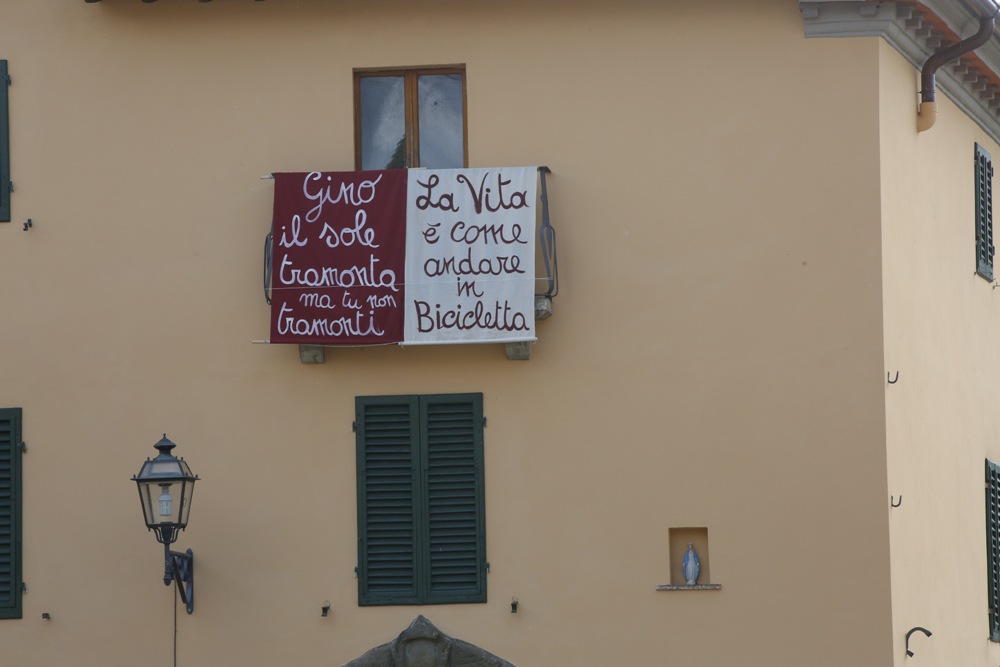 Gino
il sole
tramonta
ma tu non
tramonti
La Vita
è come
andare
in
Bicicletta